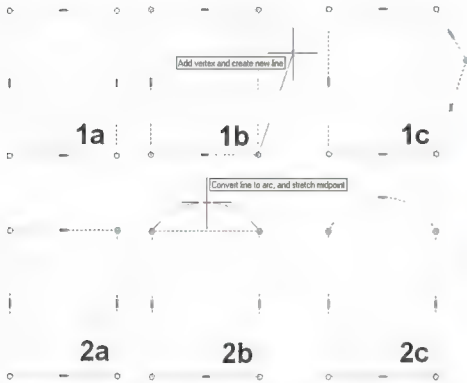 Add vertex and create new line
1a
1b
1c
Convert line to arc, and stretch midpoint
2a
2b
2c